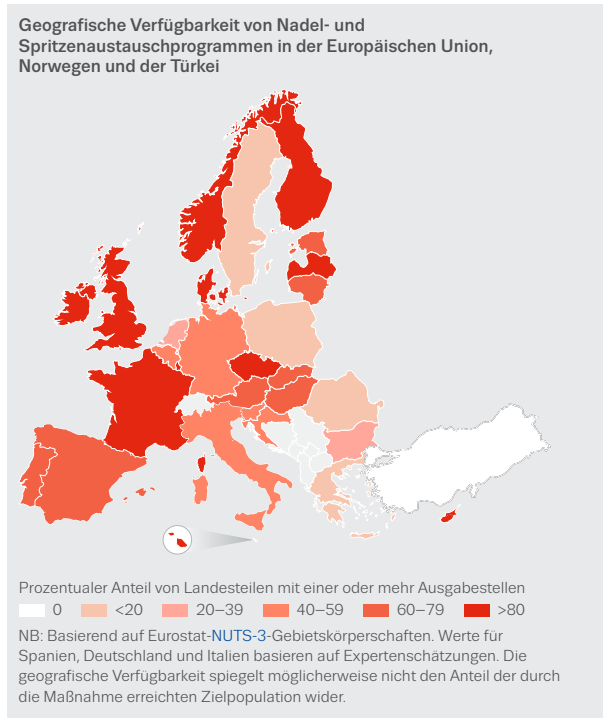 Geografische Verfügbarkeit von Nadel- und
Spritzenaustauschprogrammen in der Europäischen Union,
Norwegen und der Türkei
Prozentualer Anteil von Landesteilen mit einer oder mehr Ausgabestellen
0 <20 20–39 40–59 60–79 >80
NB: Basierend auf Eurostat-NUTS-3-Gebietskörperschaften. Werte für
Spanien, Deutschland und Italien basieren auf Expertenschätzungen. Die
geografische Verfügbarkeit spiegelt möglicherweise nicht den Anteil der durch
die Maßnahme erreichten Zielpopulation wider.